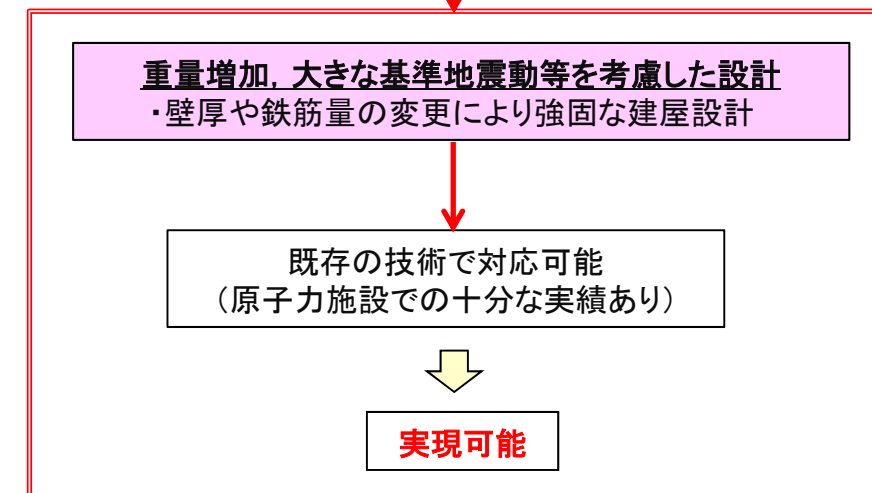 重量増加，大きな基準地震動等を考慮した設計
・壁厚や鉄筋量の変更により強固な建屋設計
既存の技術で対応可能
（原子力施設での十分な実績あり）
実現可能